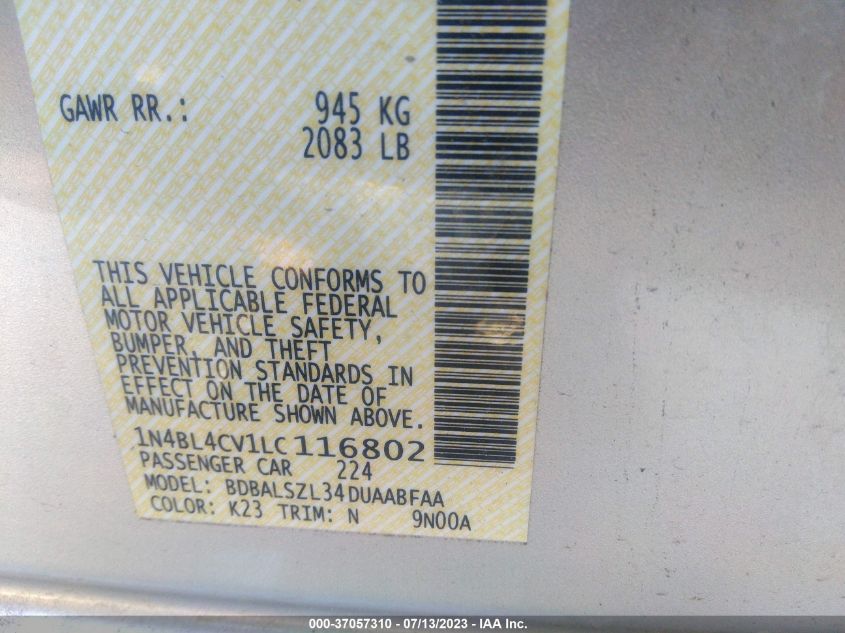 GAWR RR.: 945 KG
2083 LB
THIS VEHICLE CONFORMS TO
ALL APPLICABLE FEDERAL
MOTOR VEHICLE SAFETY,
BUMPER, AND THEFT
PREVENTION STANDARDS IN
EFFECT ON THE DATE OF
MANUFACTURE SHOWN ABOVE.
1N4BL4CV1LC116802
PASSENGER CAR 224
MODEL: BDBALSZL34DUAABFAA
COLOR: K23 TRIM: N 9N00A
000-37057310 - 07/13/2023 - IAA Inc.